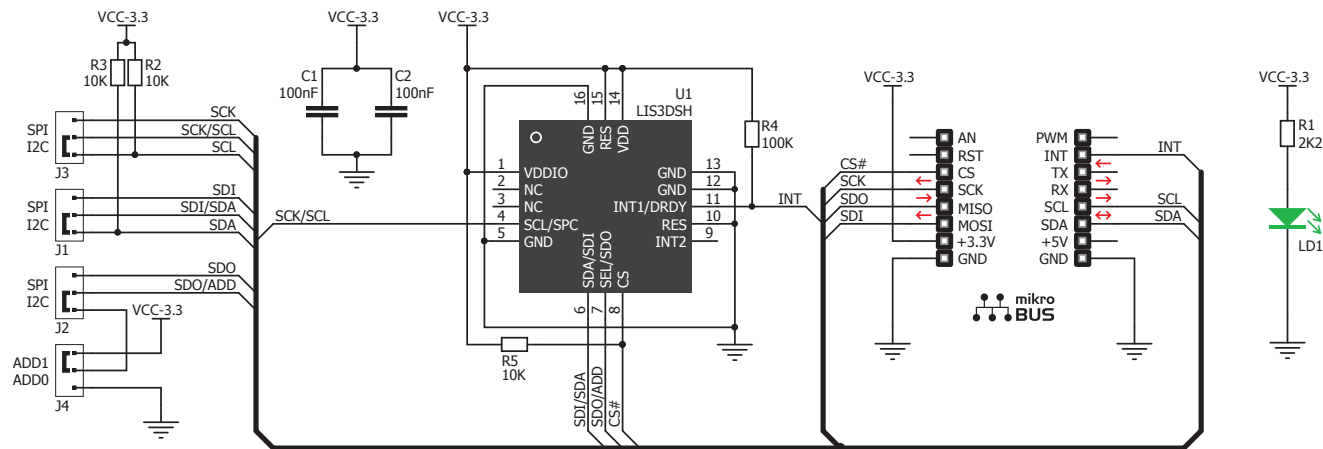 VCC-3.3
R3
10K
R2
10K
SCK
SPI
SCK/SCL
I2C
SCL
J3
SDI
SPI
SDI/SDA
I2C
SDA
J1
SDO
SPI
SDO/ADD
I2C
J2
VCC-3.3
ADD1
ADD0
J4
VCC-3.3
C1
100nF
C2
100nF
SCK/SCL
VCC-3.3
U1
LIS3DSH
16
15
14
GND
RES
VDD
1
VDDIO
2
NC
3
NC
4
SCL/SPC
5
GND
GND
13
GND
12
INT1/DRDY
11
RES
10
INT2
9
SDA/SDI
SEL/SDO
CS
6
7
8
R4
100K
INT
R5
10K
SDI/SDA
SDO/ADD
CS#
VCC-3.3
CS#
SCK
SDO
SDI
AN
RST
CS
SCK
MISO
MOSI
+3.3V
GND
PWM
INT
TX
RX
SCL
SDA
+5V
GND
INT
SCL
SDA
mikro
BUS
VCC-3.3
R1
2K2
LD1